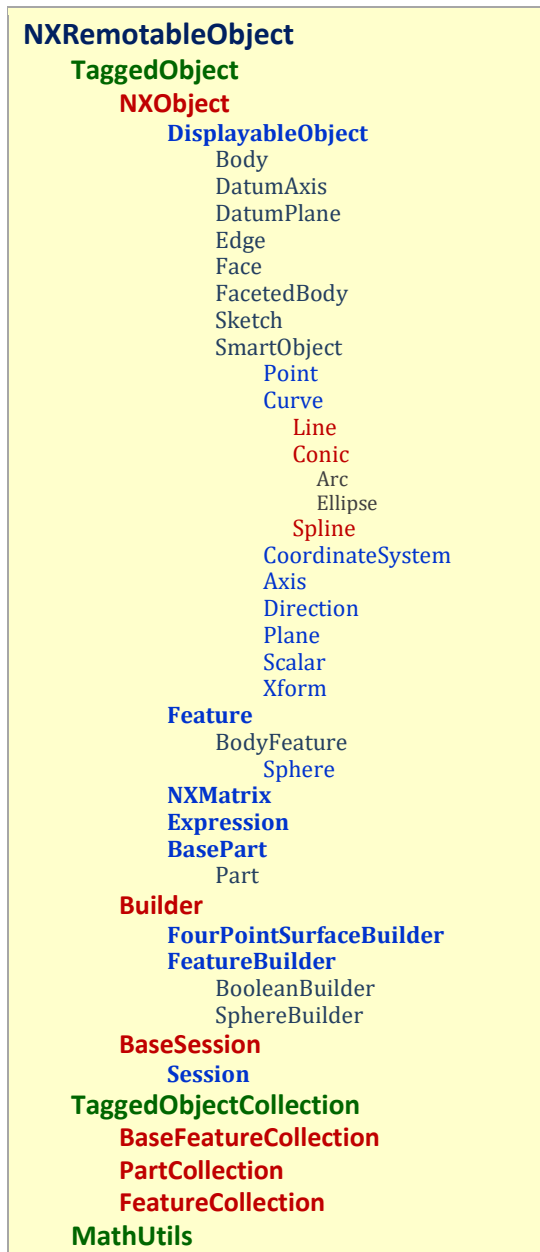 NXRemotableObject
TaggedObject
NXObject
DisplayableObject
Body
DatumAxis
DatumPlane
Edge
Face
FacetedBody
Sketch
SmartObject
Point
Curve
Line
Conic
Arc
Ellipse
Spline
CoordinateSystem
Axis
Direction
Plane
Scalar
Xform
Feature
BodyFeature
Sphere
NXMatrix
Expression
BasePart
Part
Builder
FourPointSurfaceBuilder
FeatureBuilder
BooleanBuilder
SphereBuilder
BaseSession
Session
TaggedObjectCollection
BaseFeatureCollection
PartCollection
FeatureCollection
MathUtils